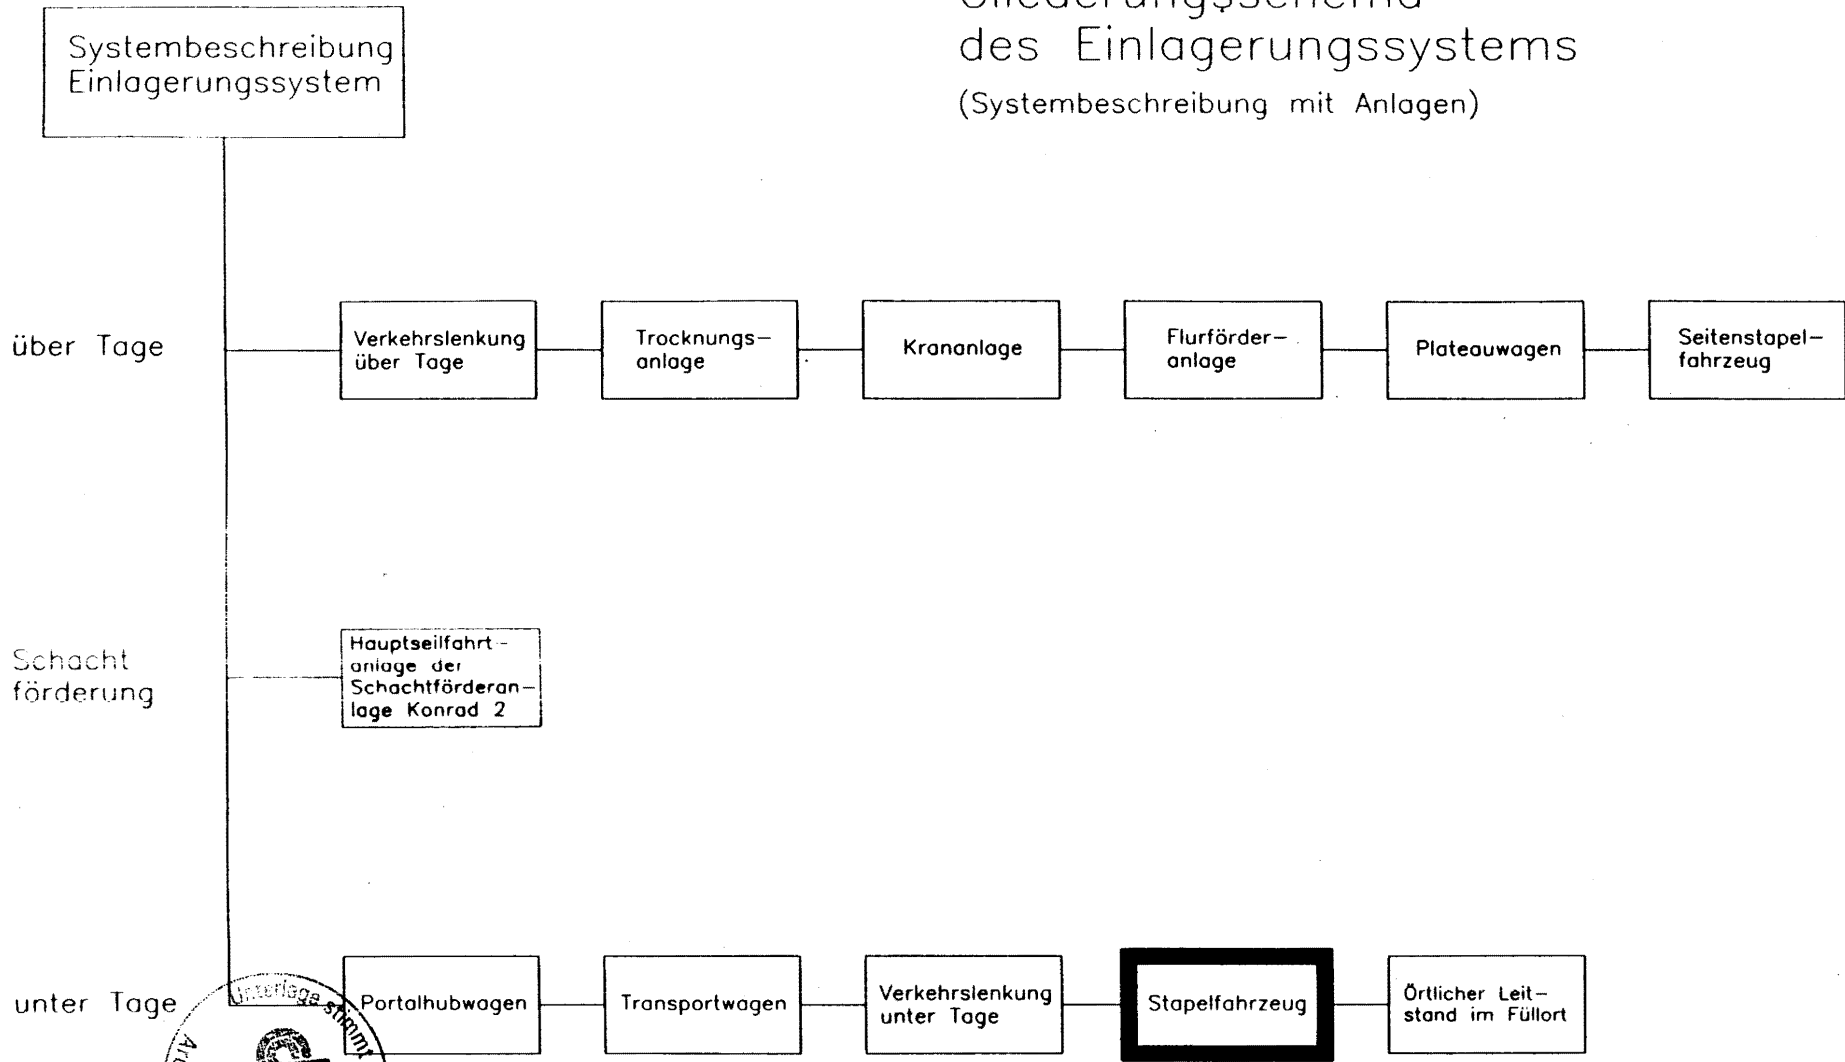 Systembeschreibung
Einlagerungssystem
Gliederungsschema
des Einlagerungssystems
(Systembeschreibung mit Anlagen)
über Tage
Verkehrslenkung
über Tage
Trocknungs-
anlage
Krananlage
Flurförder-
anlage
Plateauwagen
Seitenstapel-
fahrzeug
Schacht
förderung
Hauptseilfahrt-
anlage der
Schachtförderan-
lage Konrad 2
unter Tage
Unterlage stimmt
Portalhubwagen
Transportwagen
Verkehrslenkung
unter Tage
Stapelfahrzeug
Örtlicher Leit-
stand im Füllort